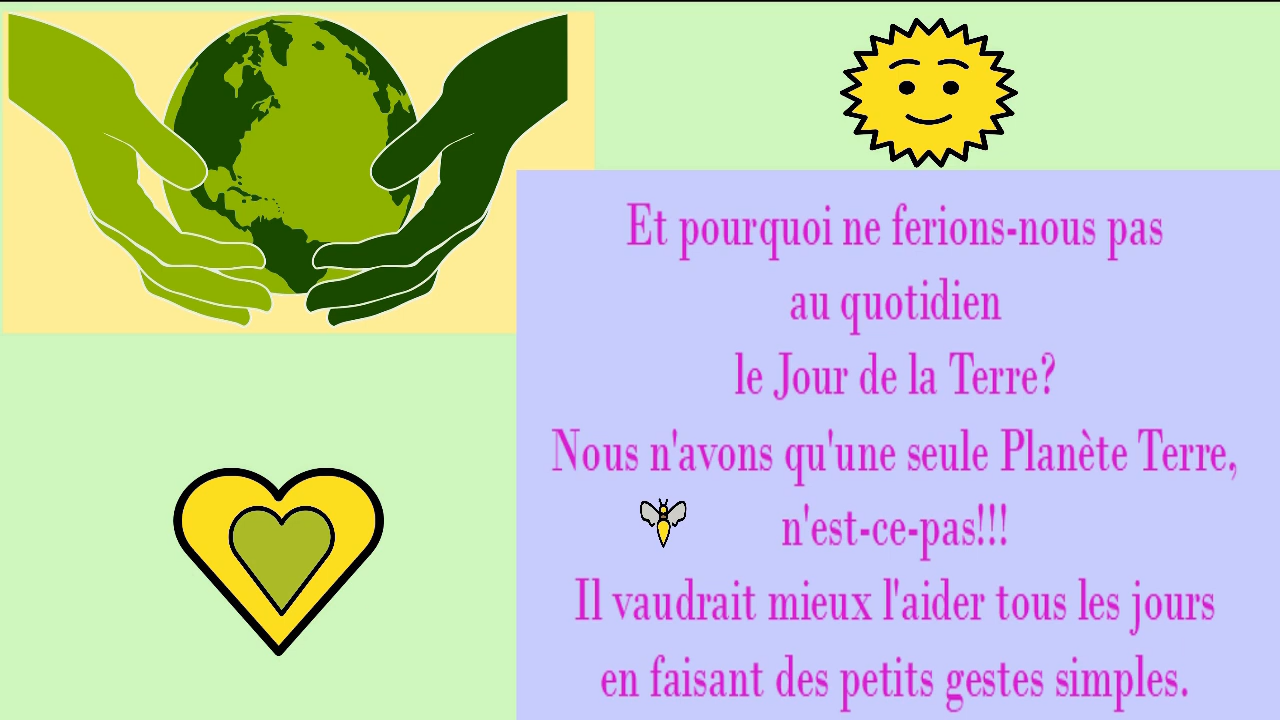 Et pourquoi ne ferions-nous pas
au quotidien
le Jour de la Terre?
Nous n'avons qu'une seule Planète Terre,
n'est-ce-pas!!!
Il vaudrait mieux l'aider tous les jours
en faisant des petits gestes simples.